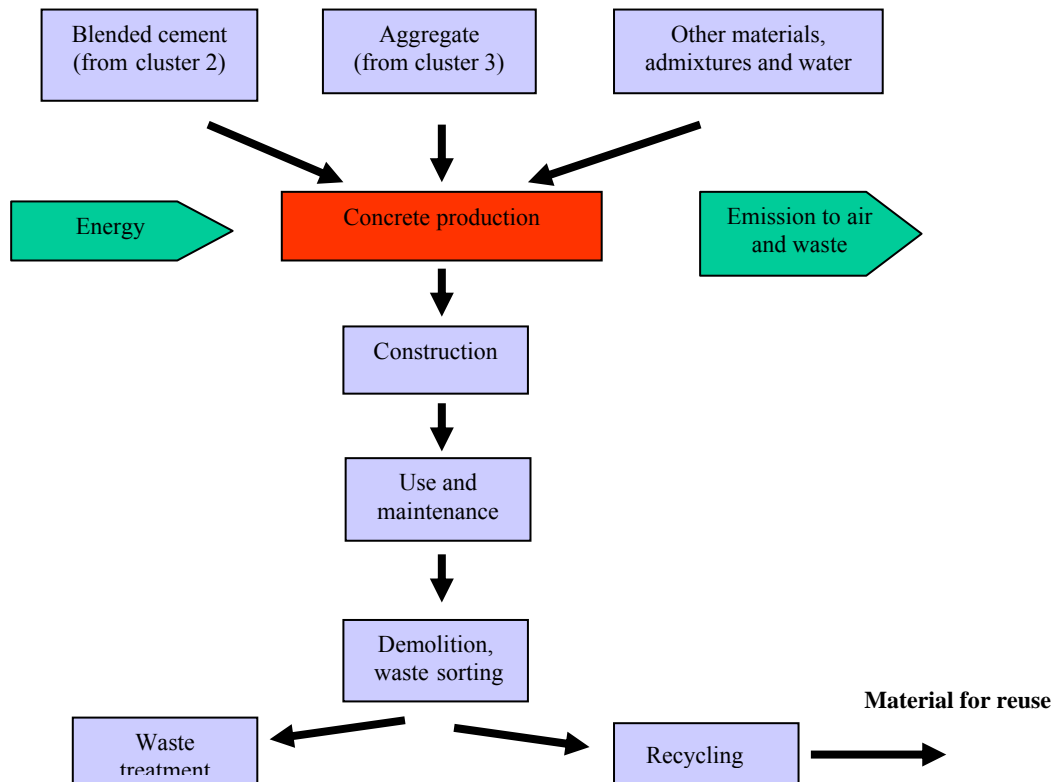 Blended cement
(from cluster 2)
Aggregate
(from cluster 3)
Other materials,
admixtures and water
Energy
Concrete production
Emission to air
and waste
Construction
Use and
maintenance
Demolition,
waste sorting
Material for reuse
Waste
treatment
Recycling